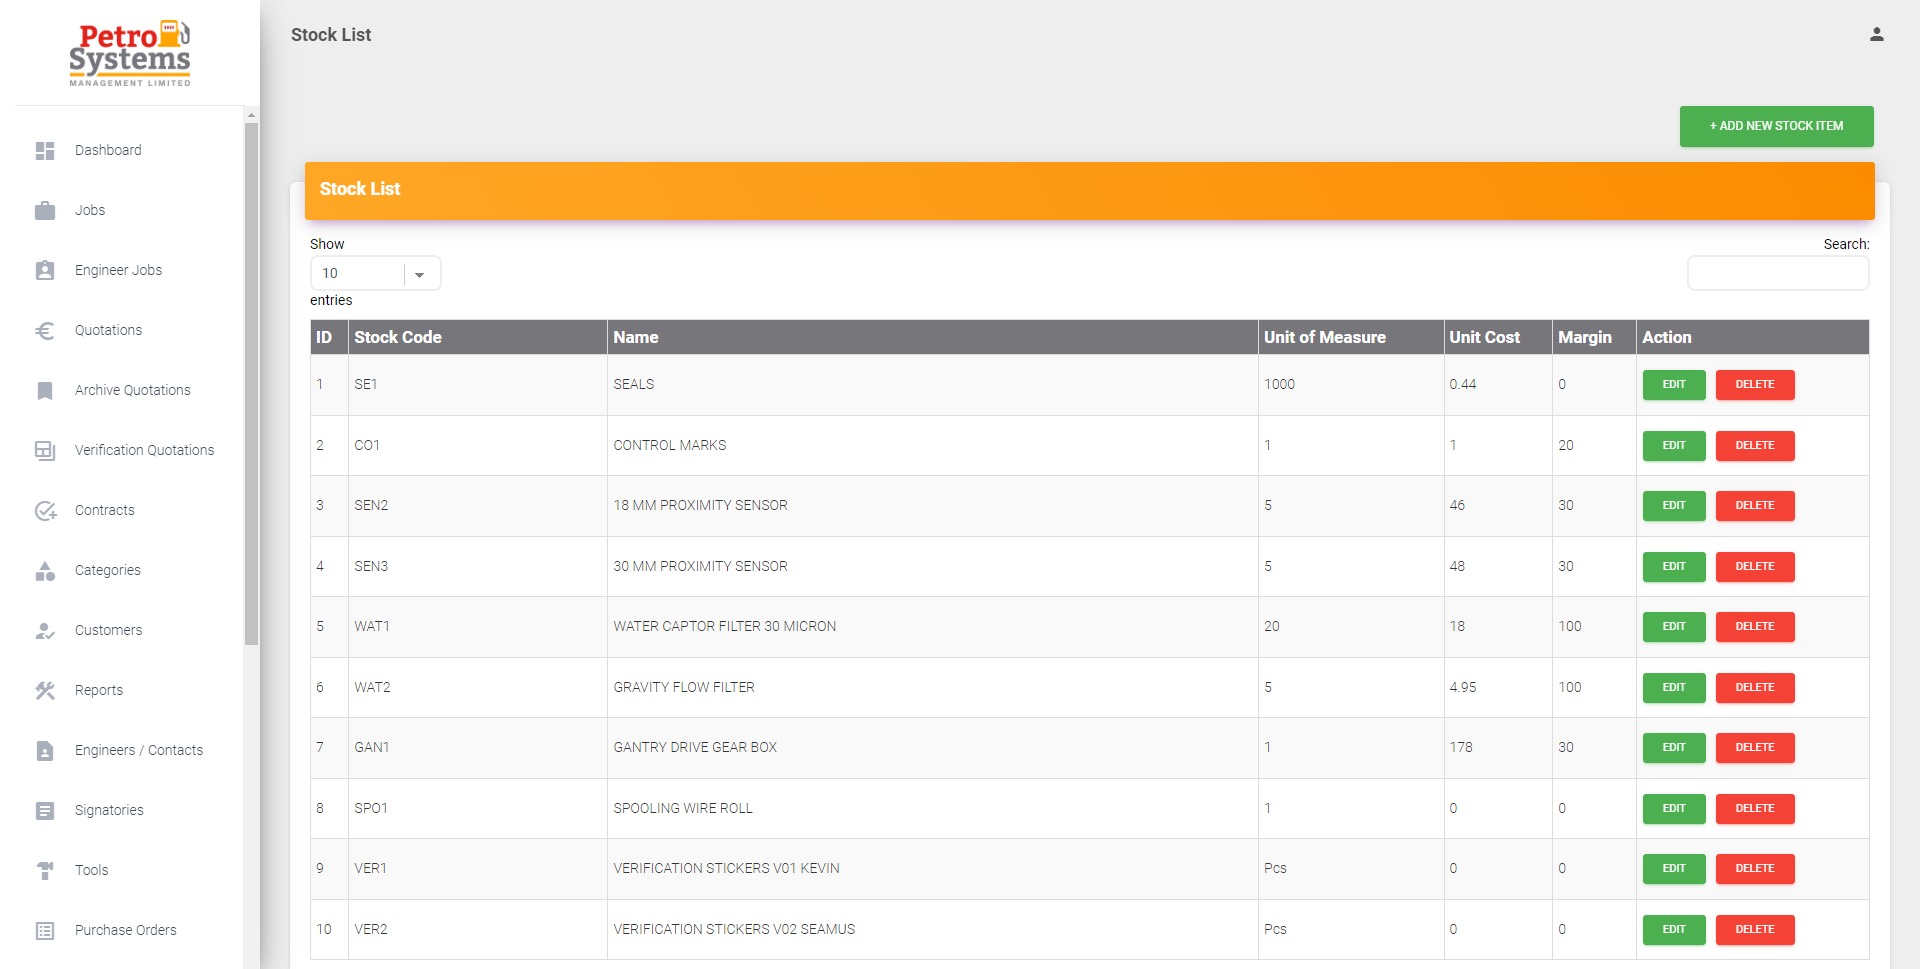 Petro
Systems
MANAGEMENT LIMITED
Dashboard
Jobs
Engineer Jobs
Quotations
Archive Quotations
Verification Quotations
Contracts
Categories
Customers
Reports
Engineers / Contacts
Signatories
Tools
Purchase Orders
Stock List
+ ADD NEW STOCK ITEM
Stock List
Show
10
entries
Search:
ID Stock Code Name Unit of Measure Unit Cost Margin Action
1 SE1 SEALS 1000 0.44 0 EDIT DELETE
2 CO1 CONTROL MARKS 1 1 20 EDIT DELETE
3 SEN2 18 MM PROXIMITY SENSOR 5 46 30 EDIT DELETE
4 SEN3 30 MM PROXIMITY SENSOR 5 48 30 EDIT DELETE
5 WAT1 WATER CAPTOR FILTER 30 MICRON 20 18 100 EDIT DELETE
6 WAT2 GRAVITY FLOW FILTER 5 4.95 100 EDIT DELETE
7 GAN1 GANTRY DRIVE GEAR BOX 1 178 30 EDIT DELETE
8 SPO1 SPOOLING WIRE ROLL 1 0 0 EDIT DELETE
9 VER1 VERIFICATION STICKERS V01 KEVIN Pcs 0 0 EDIT DELETE
10 VER2 VERIFICATION STICKERS V02 SEAMUS Pcs 0 0 EDIT DELETE